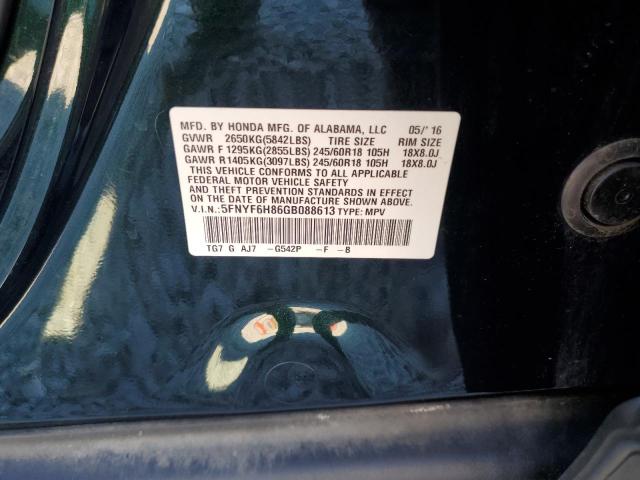 MFD. BY HONDA MFG. OF ALABAMA, LLC 05/'16
GVWR 2650KG(5842LBS) TIRE SIZE RIM SIZE
GAWR F 1295KG(2855LBS) 245/60R18 105H 18X8.0J
GAWR R 1405KG(3097LBS) 245/60R18 105H 18X8.0J
THIS VEHICLE CONFORMS TO ALL APPLICABLE
FEDERAL MOTOR VEHICLE SAFETY AND THEFT
PREVENTION STANDARDS IN EFFECT
ON THE DATE OF MANUFACTURE SHOWN ABOVE.
V.I.N.: 5FNYF6H86GB088613 TYPE: MPV
TG7 G AJ7 -G542P -F -8